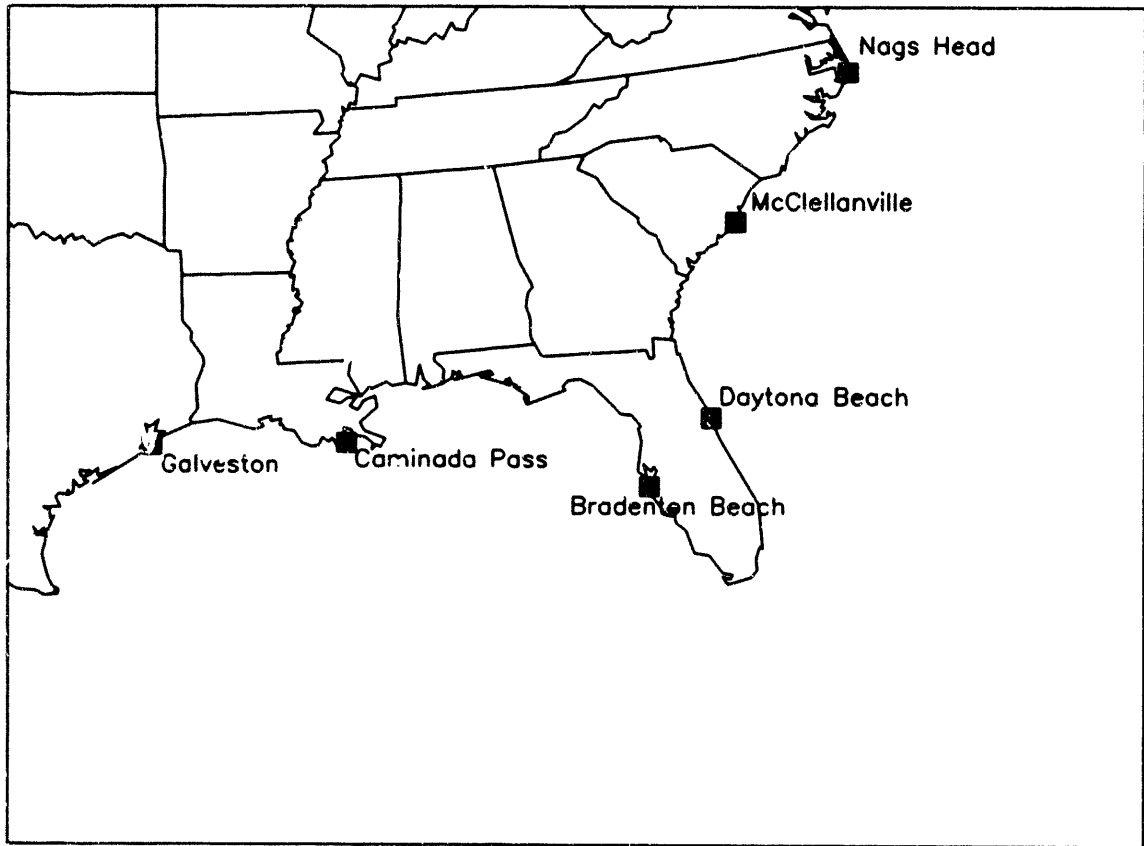 Nags Head
McClellanville
Daytona Beach
Galveston
Caminada Pass
Bradenton Beach